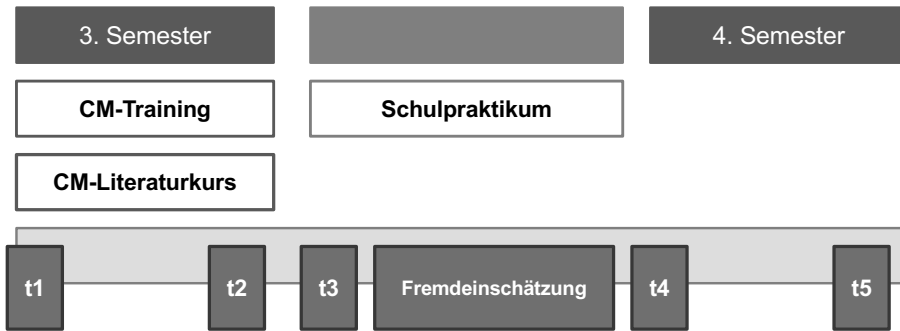 3. Semester
4. Semester
CM-Training
Schulpraktikum
CM-Literaturkurs
t1
t2
t3
Fremdeinschätzung
t4
t5